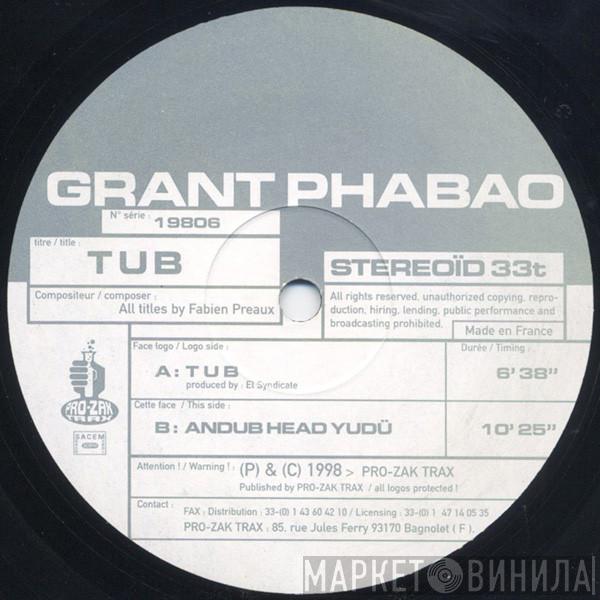 GRANT PHABAO
N° série : 19806
titre / title :
TUB
STEREOÏD 33t
Compositeur / composer :
All titles by Fabien Preaux
All rights reserved, unauthorized copying, repro-
duction, hiring, lending, public performance and
broadcasting prohibited.
Made en France
Face logo / Logo side :
Durée / Timing :
A : TUB
6' 38"
produced by : El Syndicate
PRO-ZAK
TRAX
Cette face / This side :
B : ANDUB HEAD YUDÜ
10' 25"
SACEM
Attention ! / Warning ! : (P) & (C) 1998 > PRO-ZAK TRAX
Published by PRO-ZAK TRAX / all logos protected !
Contact :
FAX : Distribution : 33-(0) 1 43 60 42 10 / Licensing : 33-(0) 1 47 14 05 35
PRO-ZAK TRAX : 85, rue Jules Ferry 93170 Bagnolet ( F ).
МАРКЕТ ВИНИЛА